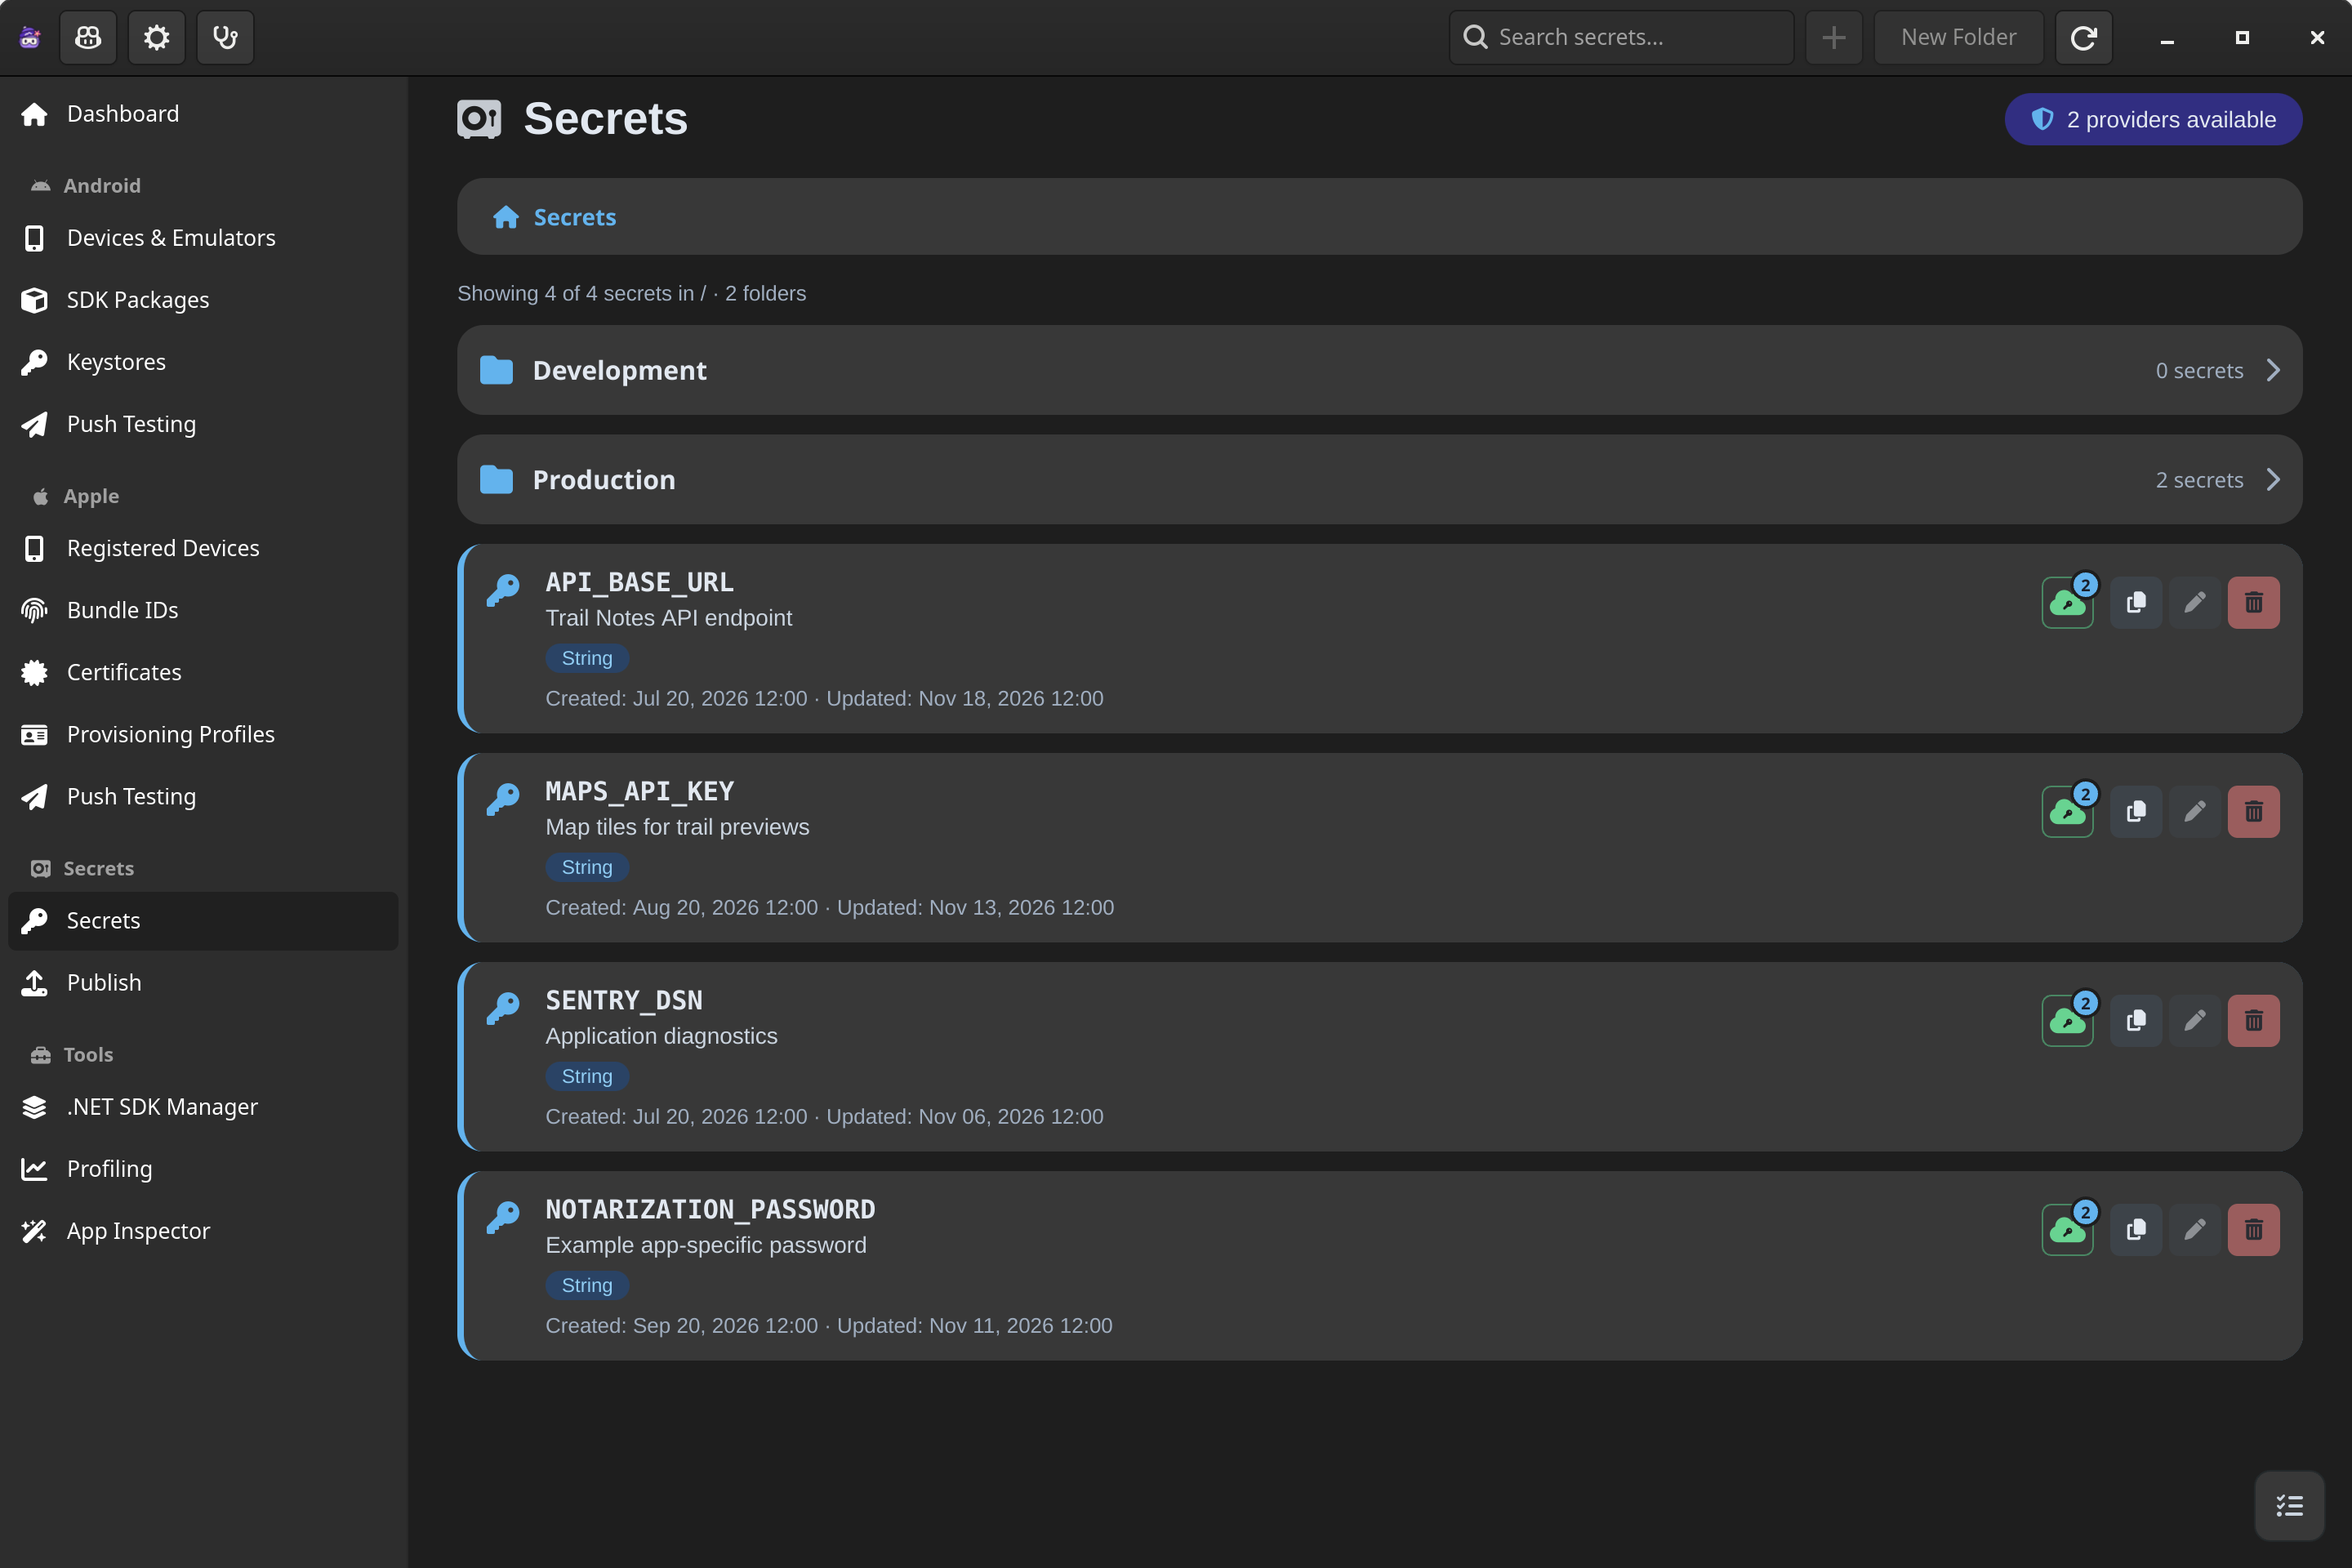 Search secrets...
New Folder
Dashboard
Android
Devices & Emulators
SDK Packages
Keystores
Push Testing
Apple
Registered Devices
Bundle IDs
Certificates
Provisioning Profiles
Push Testing
Secrets
Secrets
Publish
Tools
.NET SDK Manager
Profiling
App Inspector
Secrets
2 providers available
Secrets
Showing 4 of 4 secrets in / · 2 folders
Development
0 secrets
Production
2 secrets
API_BASE_URL
Trail Notes API endpoint
String
Created: Jul 20, 2026 12:00 · Updated: Nov 18, 2026 12:00
2
MAPS_API_KEY
Map tiles for trail previews
String
Created: Aug 20, 2026 12:00 · Updated: Nov 13, 2026 12:00
2
SENTRY_DSN
Application diagnostics
String
Created: Jul 20, 2026 12:00 · Updated: Nov 06, 2026 12:00
2
NOTARIZATION_PASSWORD
Example app-specific password
String
Created: Sep 20, 2026 12:00 · Updated: Nov 11, 2026 12:00
2